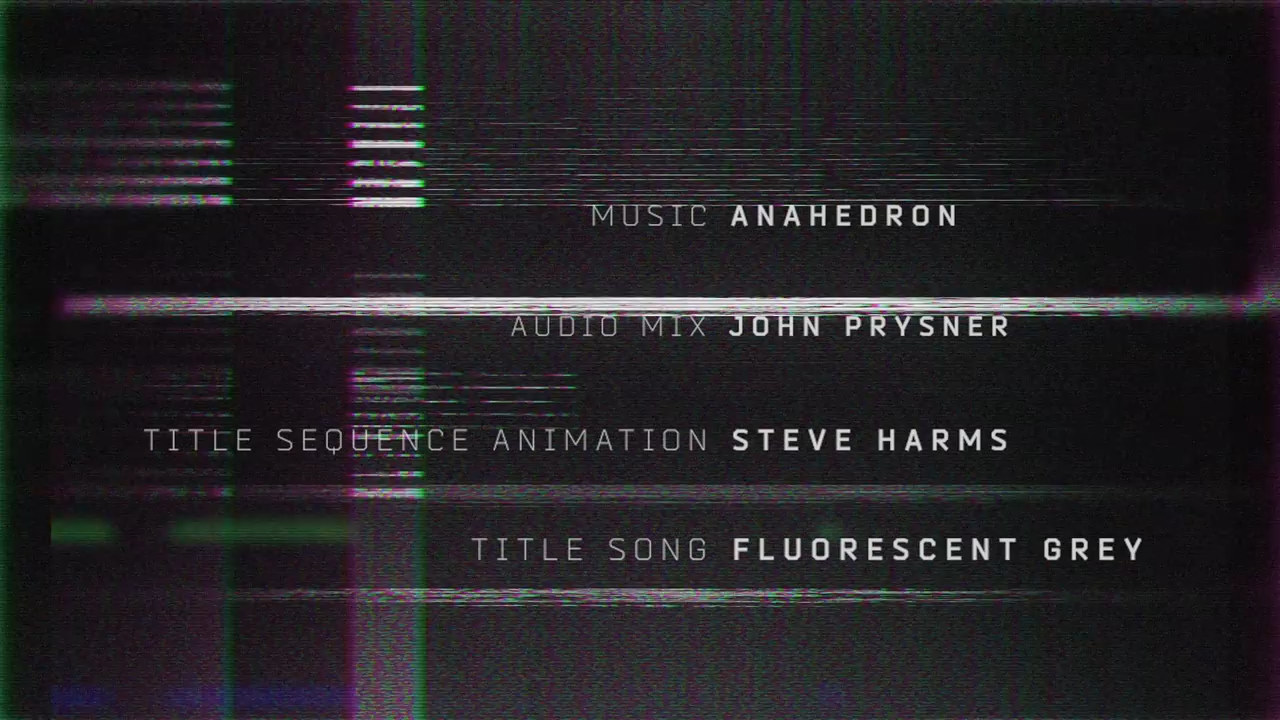 MUSIC ANAHEDRON
AUDIO MIX JOHN PRYSNER
TITLE SEQUENCE ANIMATION STEVE HARMS
TITLE SONG FLUORESCENT GREY